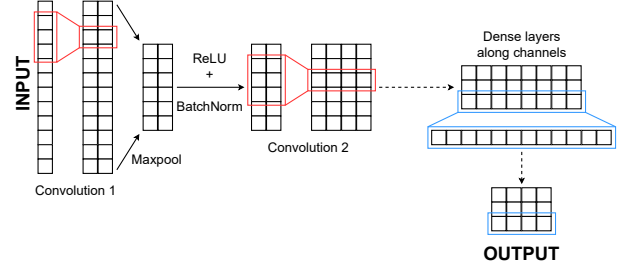 INPUT
Convolution 1
Maxpool
ReLU
+
BatchNorm
Convolution 2
Dense layers
along channels
OUTPUT